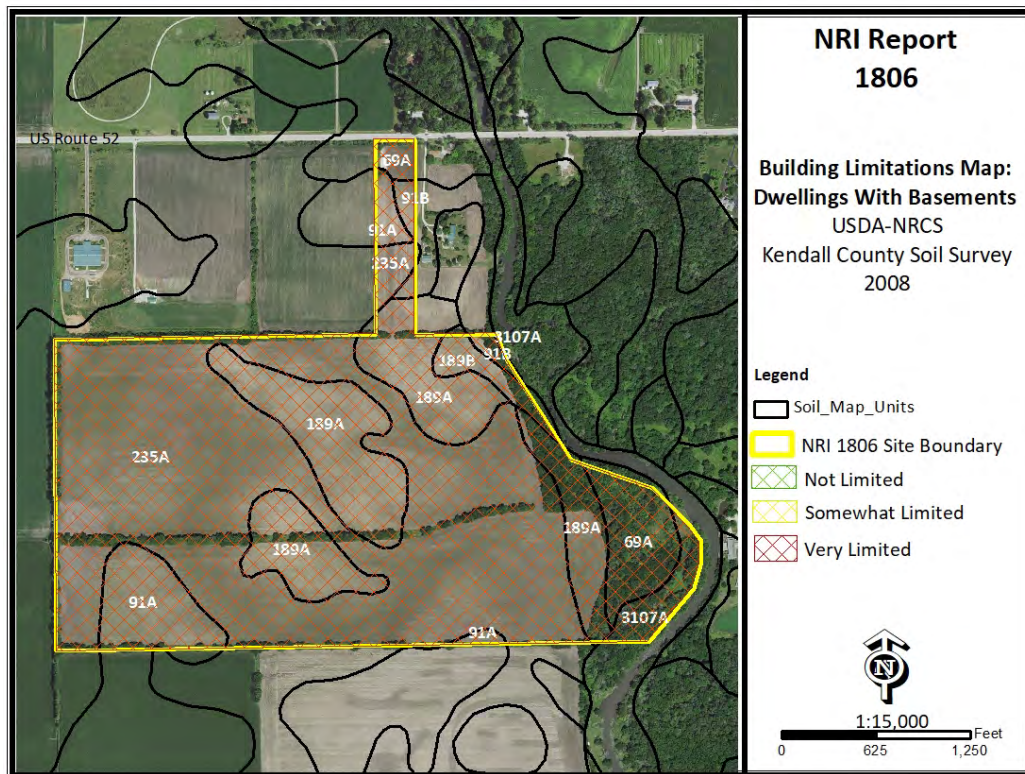 US Route 52
69A
91B
91A
235A
3107A
91B
189B
189A
189A
235A
189A
69A
189A
91A
3107A
91A
NRI Report
1806
Building Limitations Map:
Dwellings With Basements
USDA-NRCS
Kendall County Soil Survey
2008
Legend
Soil_Map_Units
NRI 1806 Site Boundary
Not Limited
Somewhat Limited
Very Limited
N
1:15,000
Feet
0 625 1,250